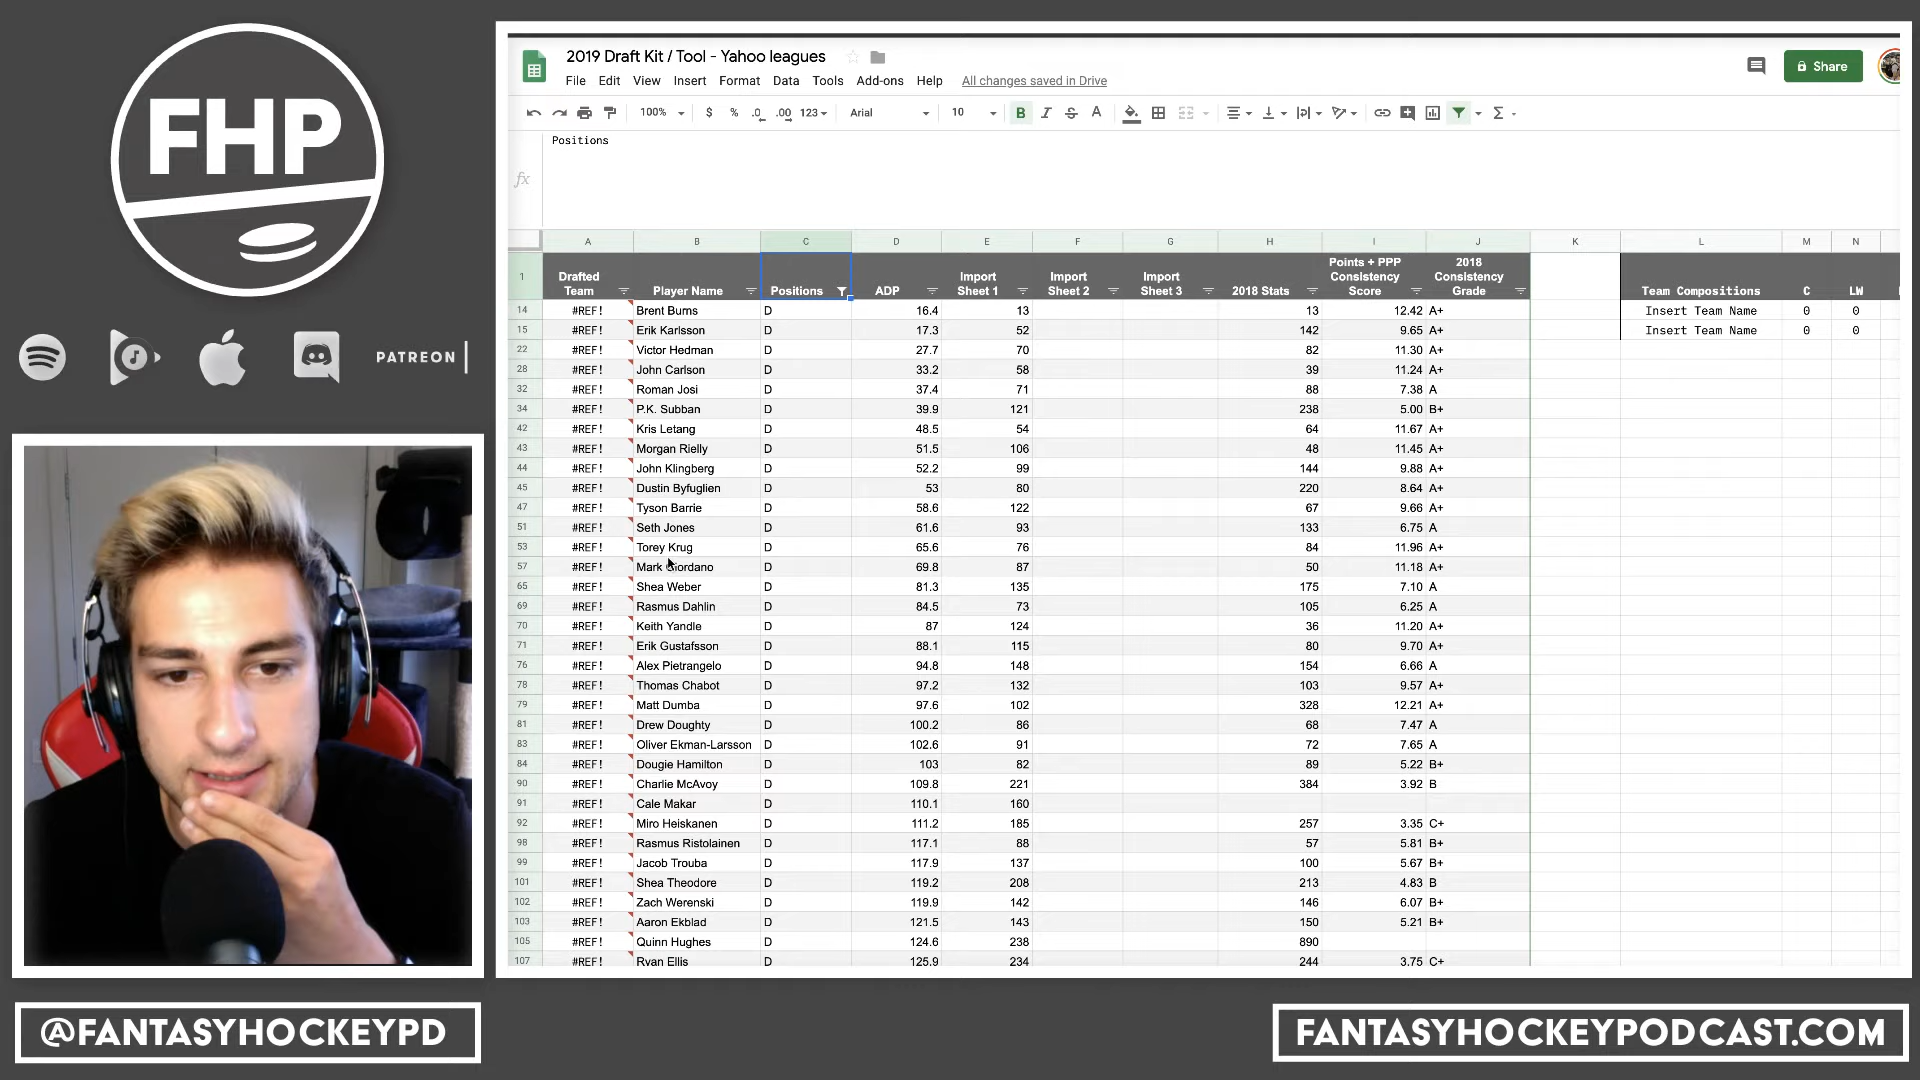 FHP
PATREON
@FANTASYHOCKEYPD
FANTASYHOCKEYPODCAST.COM
2019 Draft Kit / Tool - Yahoo leagues
File Edit View Insert Format Data Tools Add-ons Help All changes saved in Drive
Share
100% $ % .0 .00 123 Arial 10 B I S A Σ
Positions
fx
A B C D E F G H I J K L M N
1 Drafted Team Player Name Positions ADP Import Sheet 1 Import Sheet 2 Import Sheet 3 2018 Stats Points + PPP Consistency Score 2018 Consistency Grade Team Compositions C LW
14 #REF! Brent Burns D 16.4 13 13 12.42 A+ Insert Team Name 0 0
15 #REF! Erik Karlsson D 17.3 52 142 9.65 A+ Insert Team Name 0 0
22 #REF! Victor Hedman D 27.7 70 82 11.30 A+
28 #REF! John Carlson D 33.2 58 39 11.24 A+
32 #REF! Roman Josi D 37.4 71 88 7.38 A
34 #REF! P.K. Subban D 39.9 121 238 5.00 B+
42 #REF! Kris Letang D 48.5 54 64 11.67 A+
43 #REF! Morgan Rielly D 51.5 106 48 11.45 A+
44 #REF! John Klingberg D 52.2 99 144 9.88 A+
45 #REF! Dustin Byfuglien D 53 80 220 8.64 A+
47 #REF! Tyson Barrie D 58.6 122 67 9.66 A+
51 #REF! Seth Jones D 61.6 93 133 6.75 A
53 #REF! Torey Krug D 65.6 76 84 11.96 A+
57 #REF! Mark Giordano D 69.8 87 50 11.18 A+
65 #REF! Shea Weber D 81.3 135 175 7.10 A
69 #REF! Rasmus Dahlin D 84.5 73 105 6.25 A
70 #REF! Keith Yandle D 87 124 36 11.20 A+
71 #REF! Erik Gustafsson D 88.1 115 80 9.70 A+
76 #REF! Alex Pietrangelo D 94.8 148 154 6.66 A
78 #REF! Thomas Chabot D 97.2 132 103 9.57 A+
79 #REF! Matt Dumba D 97.6 102 328 12.21 A+
81 #REF! Drew Doughty D 100.2 86 68 7.47 A
83 #REF! Oliver Ekman-Larsson D 102.6 91 72 7.65 A
84 #REF! Dougie Hamilton D 103 82 89 5.22 B+
90 #REF! Charlie McAvoy D 109.8 221 384 3.92 B
91 #REF! Cale Makar D 110.1 160
92 #REF! Miro Heiskanen D 111.2 185 257 3.35 C+
98 #REF! Rasmus Ristolainen D 117.1 88 57 5.81 B+
99 #REF! Jacob Trouba D 117.9 137 100 5.67 B+
101 #REF! Shea Theodore D 119.2 208 213 4.83 B
102 #REF! Zach Werenski D 119.9 142 146 6.07 B+
103 #REF! Aaron Ekblad D 121.5 143 150 5.21 B+
105 #REF! Quinn Hughes D 124.6 238 890
107 #REF! Ryan Ellis D 125.9 234 244 3.75 C+